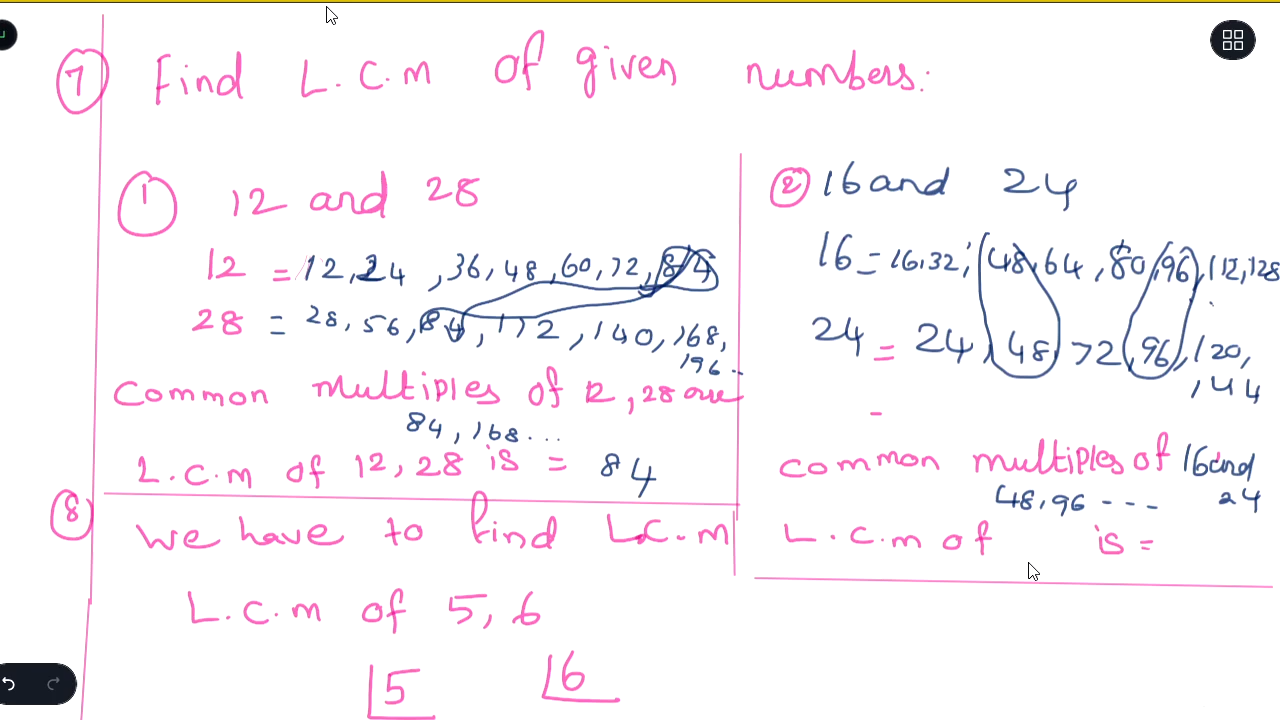 7 Find L.C.M of given numbers:
1 12 and 28
12 = 12, 24, 36, 48, 60, 72, 84
28 = 28, 56, 84, 112, 140, 168,
196 --
Common multiples of 12, 28 are
84, 168...
L.C.M of 12, 28 is = 84
2 16 and 24
16 = 16, 32, 48, 64, 80, 96, 112, 128
24 = 24, 48, 72, 96, 120,
144
-
Common multiples of 16 and
48, 96 --- 24
L.C.M of is =
8 We have to find L.C.M
L.C.M of 5, 6
5 6